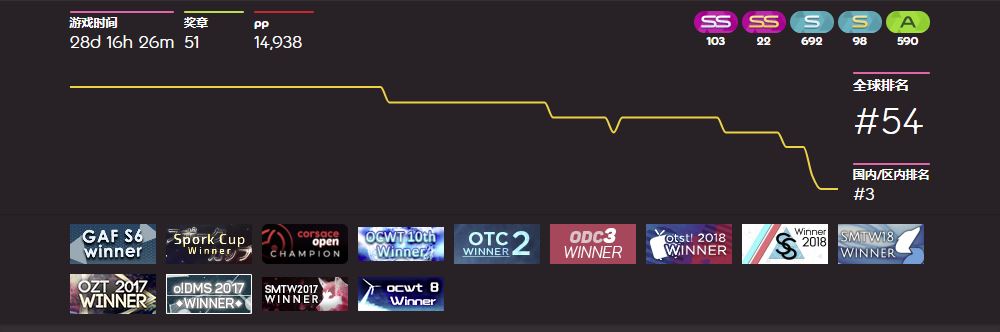 游戏时间
28d 16h 26m
奖章
51
pp
14,938
SS
103
SS
22
S
692
S
98
A
590
全球排名
#54
国内/区内排名
#3
GAF S6
winner
Spork Cup
Winner
corsace
open
CHAMPION
OCWT 10th
Winner
OTC 2
WINNER
ODC3
WINNER
otst! 2018
WINNER
SS
Winner
2018
SMTW18
WINNER
OZT 2017
WINNER
o!DMS 2017
WINNER
SMTW2017
WINNER
ocwt 8
Winner